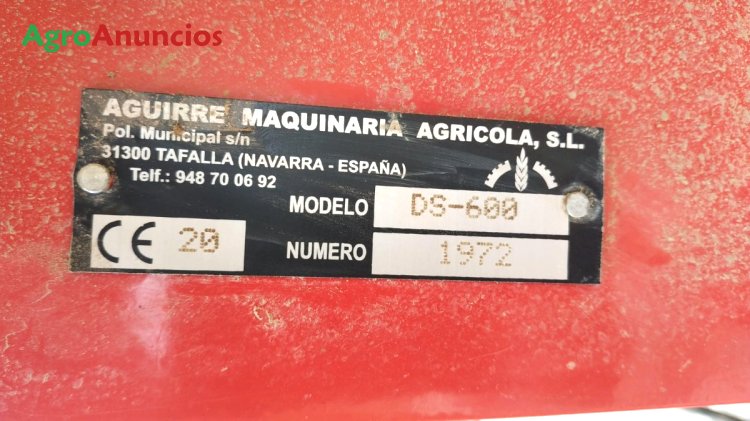 AgroAnuncios
AGUIRRE MAQUINARIA AGRICOLA, S.L.
Pol. Municipal s/n
31300 TAFALLA (NAVARRA - ESPAÑA)
Telf.: 948 70 06 92
MODELO DS-600
CE 20 NUMERO 1972